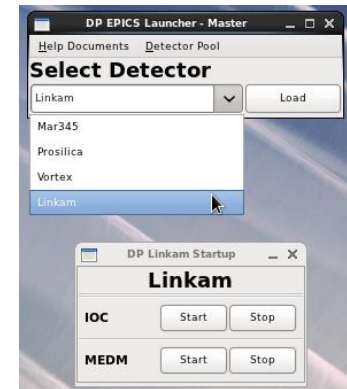 DP EPICS Launcher - Master
Help Documents Detector Pool
Select Detector
Linkam Load
Mar345
Prosilica
Vortex
Linkam
DP Linkam Startup
Linkam
IOC Start Stop
MEDM Start Stop